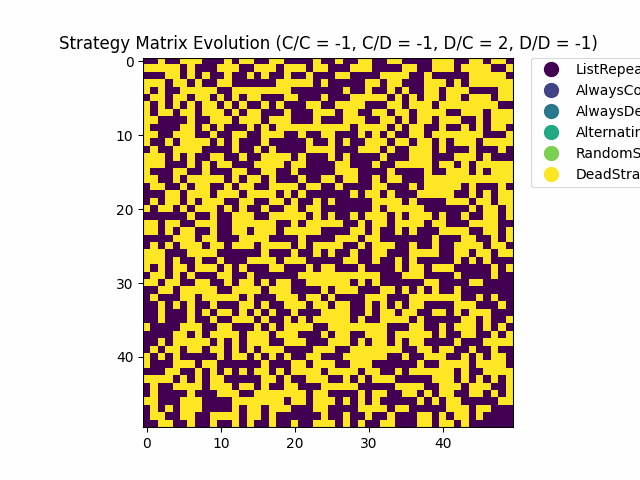 Strategy Matrix Evolution (C/C = -1, C/D = -1, D/C = 2, D/D = -1)
0
10
20
30
40
0 10 20 30 40
ListRepea
AlwaysCo
AlwaysDe
Alternatin
RandomS
DeadStra